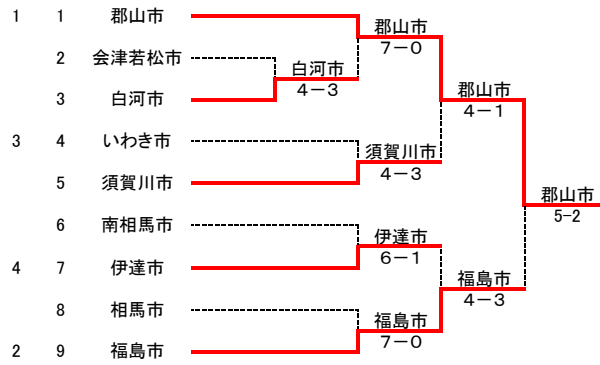 1 1 郡山市
郡山市
7－0
2 会津若松市
白河市
4－3
郡山市
4－1
3 白河市
3 4 いわき市
須賀川市
4－3
5 須賀川市
郡山市
5-2
6 南相馬市
伊達市
6－1
4 7 伊達市
福島市
4－3
8 相馬市
福島市
7－0
2 9 福島市